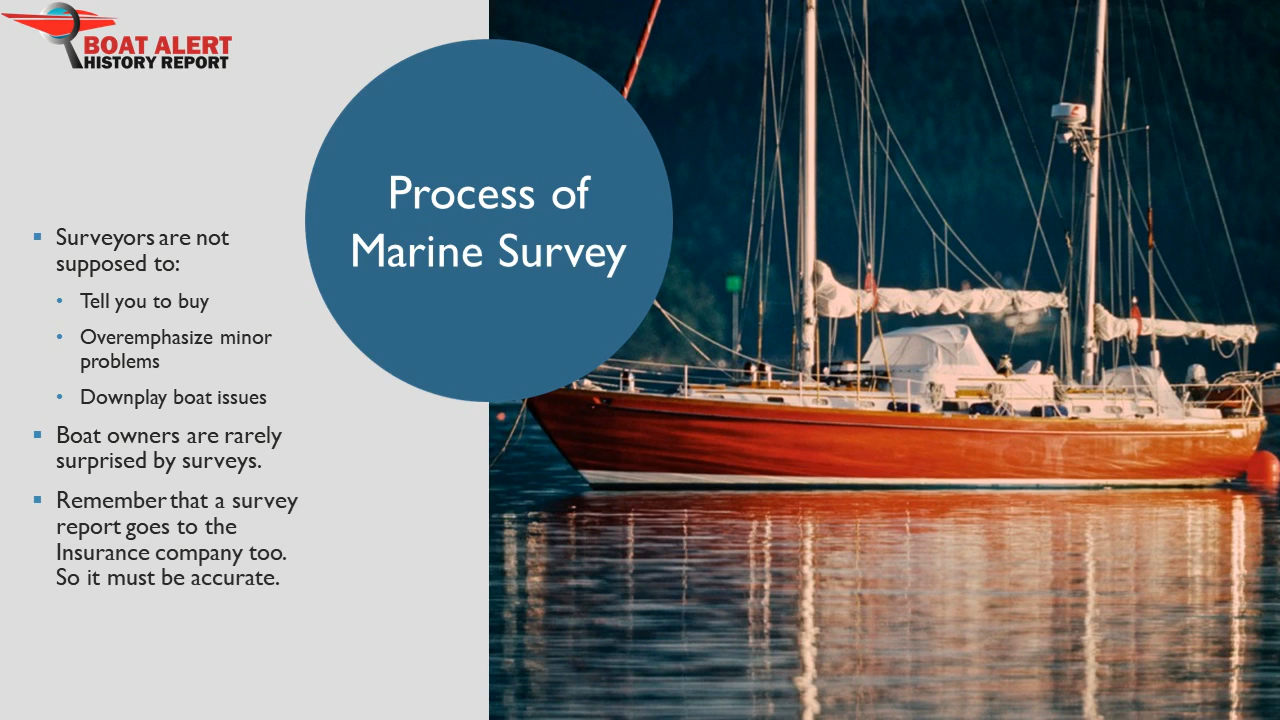 BOAT ALERT
HISTORY REPORT
Process of
Marine Survey
Surveyors are not
supposed to:
Tell you to buy
Overemphasize minor
problems
Downplay boat issues
Boat owners are rarely
surprised by surveys.
Remember that a survey
report goes to the
Insurance company too.
So it must be accurate.